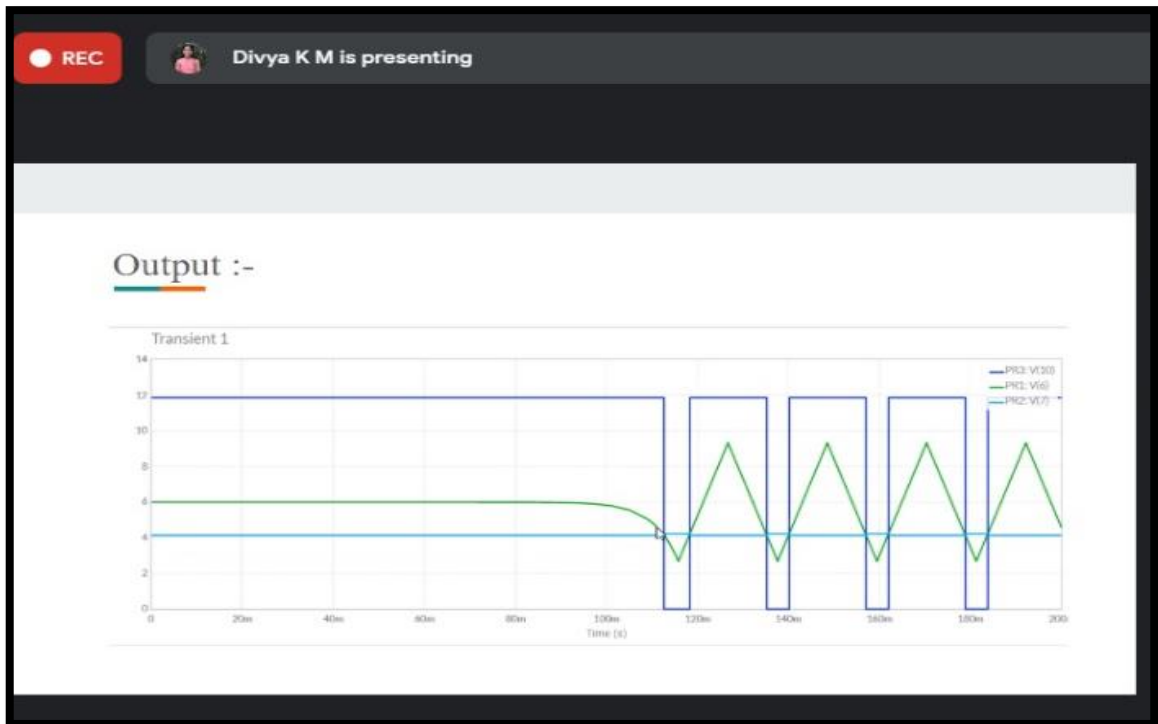 REC
Divya K M is presenting
Output :-
Transient 1
14
12
10
8
6
4
2
0
PR3: V(10)
PR1: V(6)
PR2: V(7)
0 20m 40m 60m 80m 100m 120m 140m 160m 180m 200
Time (s)